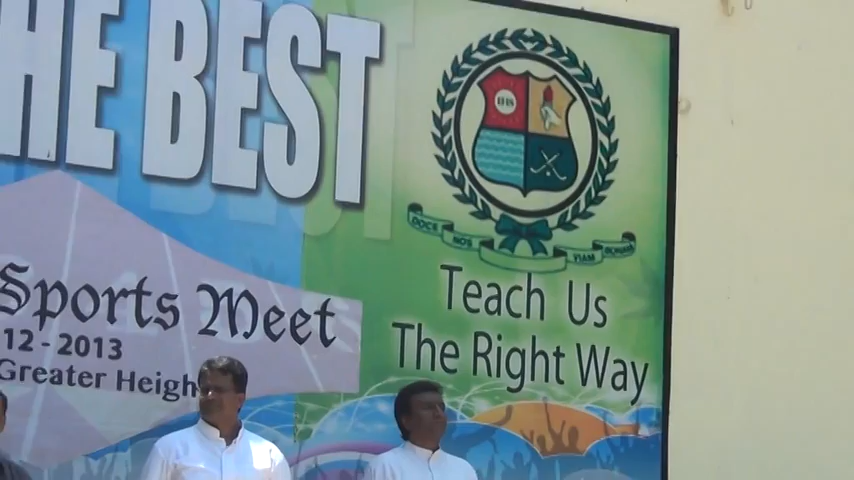 HE BEST
Sports Meet
12 - 2013
Greater Heigh
IHS
DOCE NOS VIAM BONAM
Teach Us
The Right Way